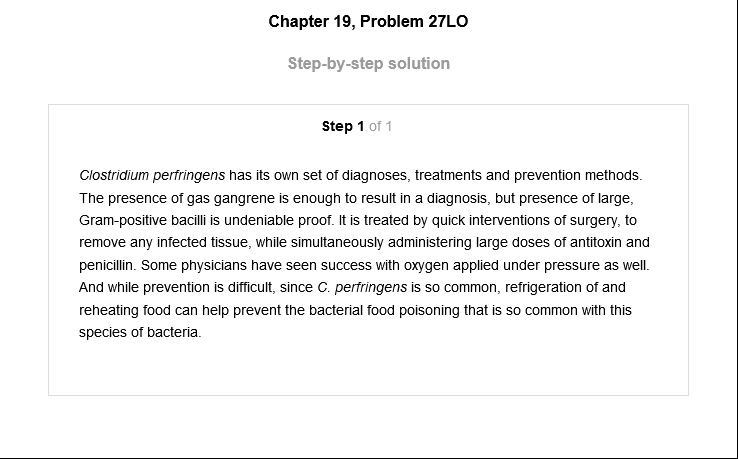 Chapter 19, Problem 27LO
Step-by-step solution
Step 1 of 1
Clostridium perfringens has its own set of diagnoses, treatments and prevention methods.
The presence of gas gangrene is enough to result in a diagnosis, but presence of large,
Gram-positive bacilli is undeniable proof. It is treated by quick interventions of surgery, to
remove any infected tissue, while simultaneously administering large doses of antitoxin and
penicillin. Some physicians have seen success with oxygen applied under pressure as well.
And while prevention is difficult, since C. perfringens is so common, refrigeration of and
reheating food can help prevent the bacterial food poisoning that is so common with this
species of bacteria.